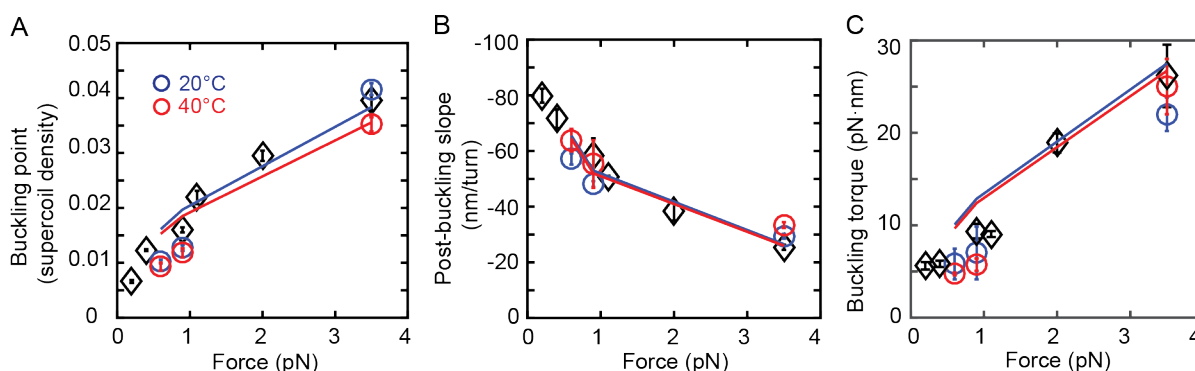 A
Buckling point
(supercoil density)
0.05
0.04
0.03
0.02
0.01
0
20°C
40°C
0 1 2 3 4
Force (pN)
B
Post-buckling slope
(nm/turn)
-100
-80
-60
-40
-20
0
0 1 2 3 4
Force (pN)
C
Buckling torque (pN·nm)
30
20
10
0
0 1 2 3 4
Force (pN)